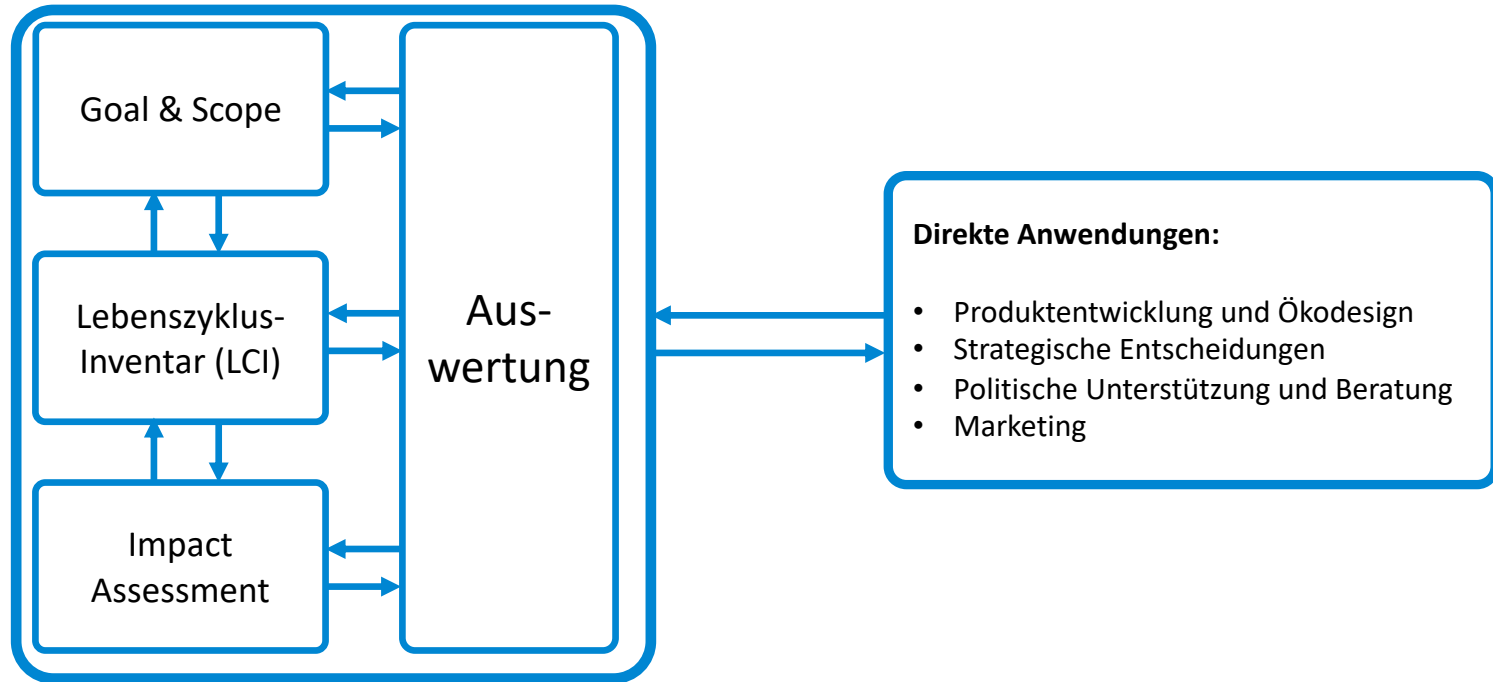 Goal & Scope
Lebenszyklus-
Inventar (LCI)
Impact
Assessment
Aus-
wertung
Direkte Anwendungen:
• Produktentwicklung und Ökodesign
• Strategische Entscheidungen
• Politische Unterstützung und Beratung
• Marketing